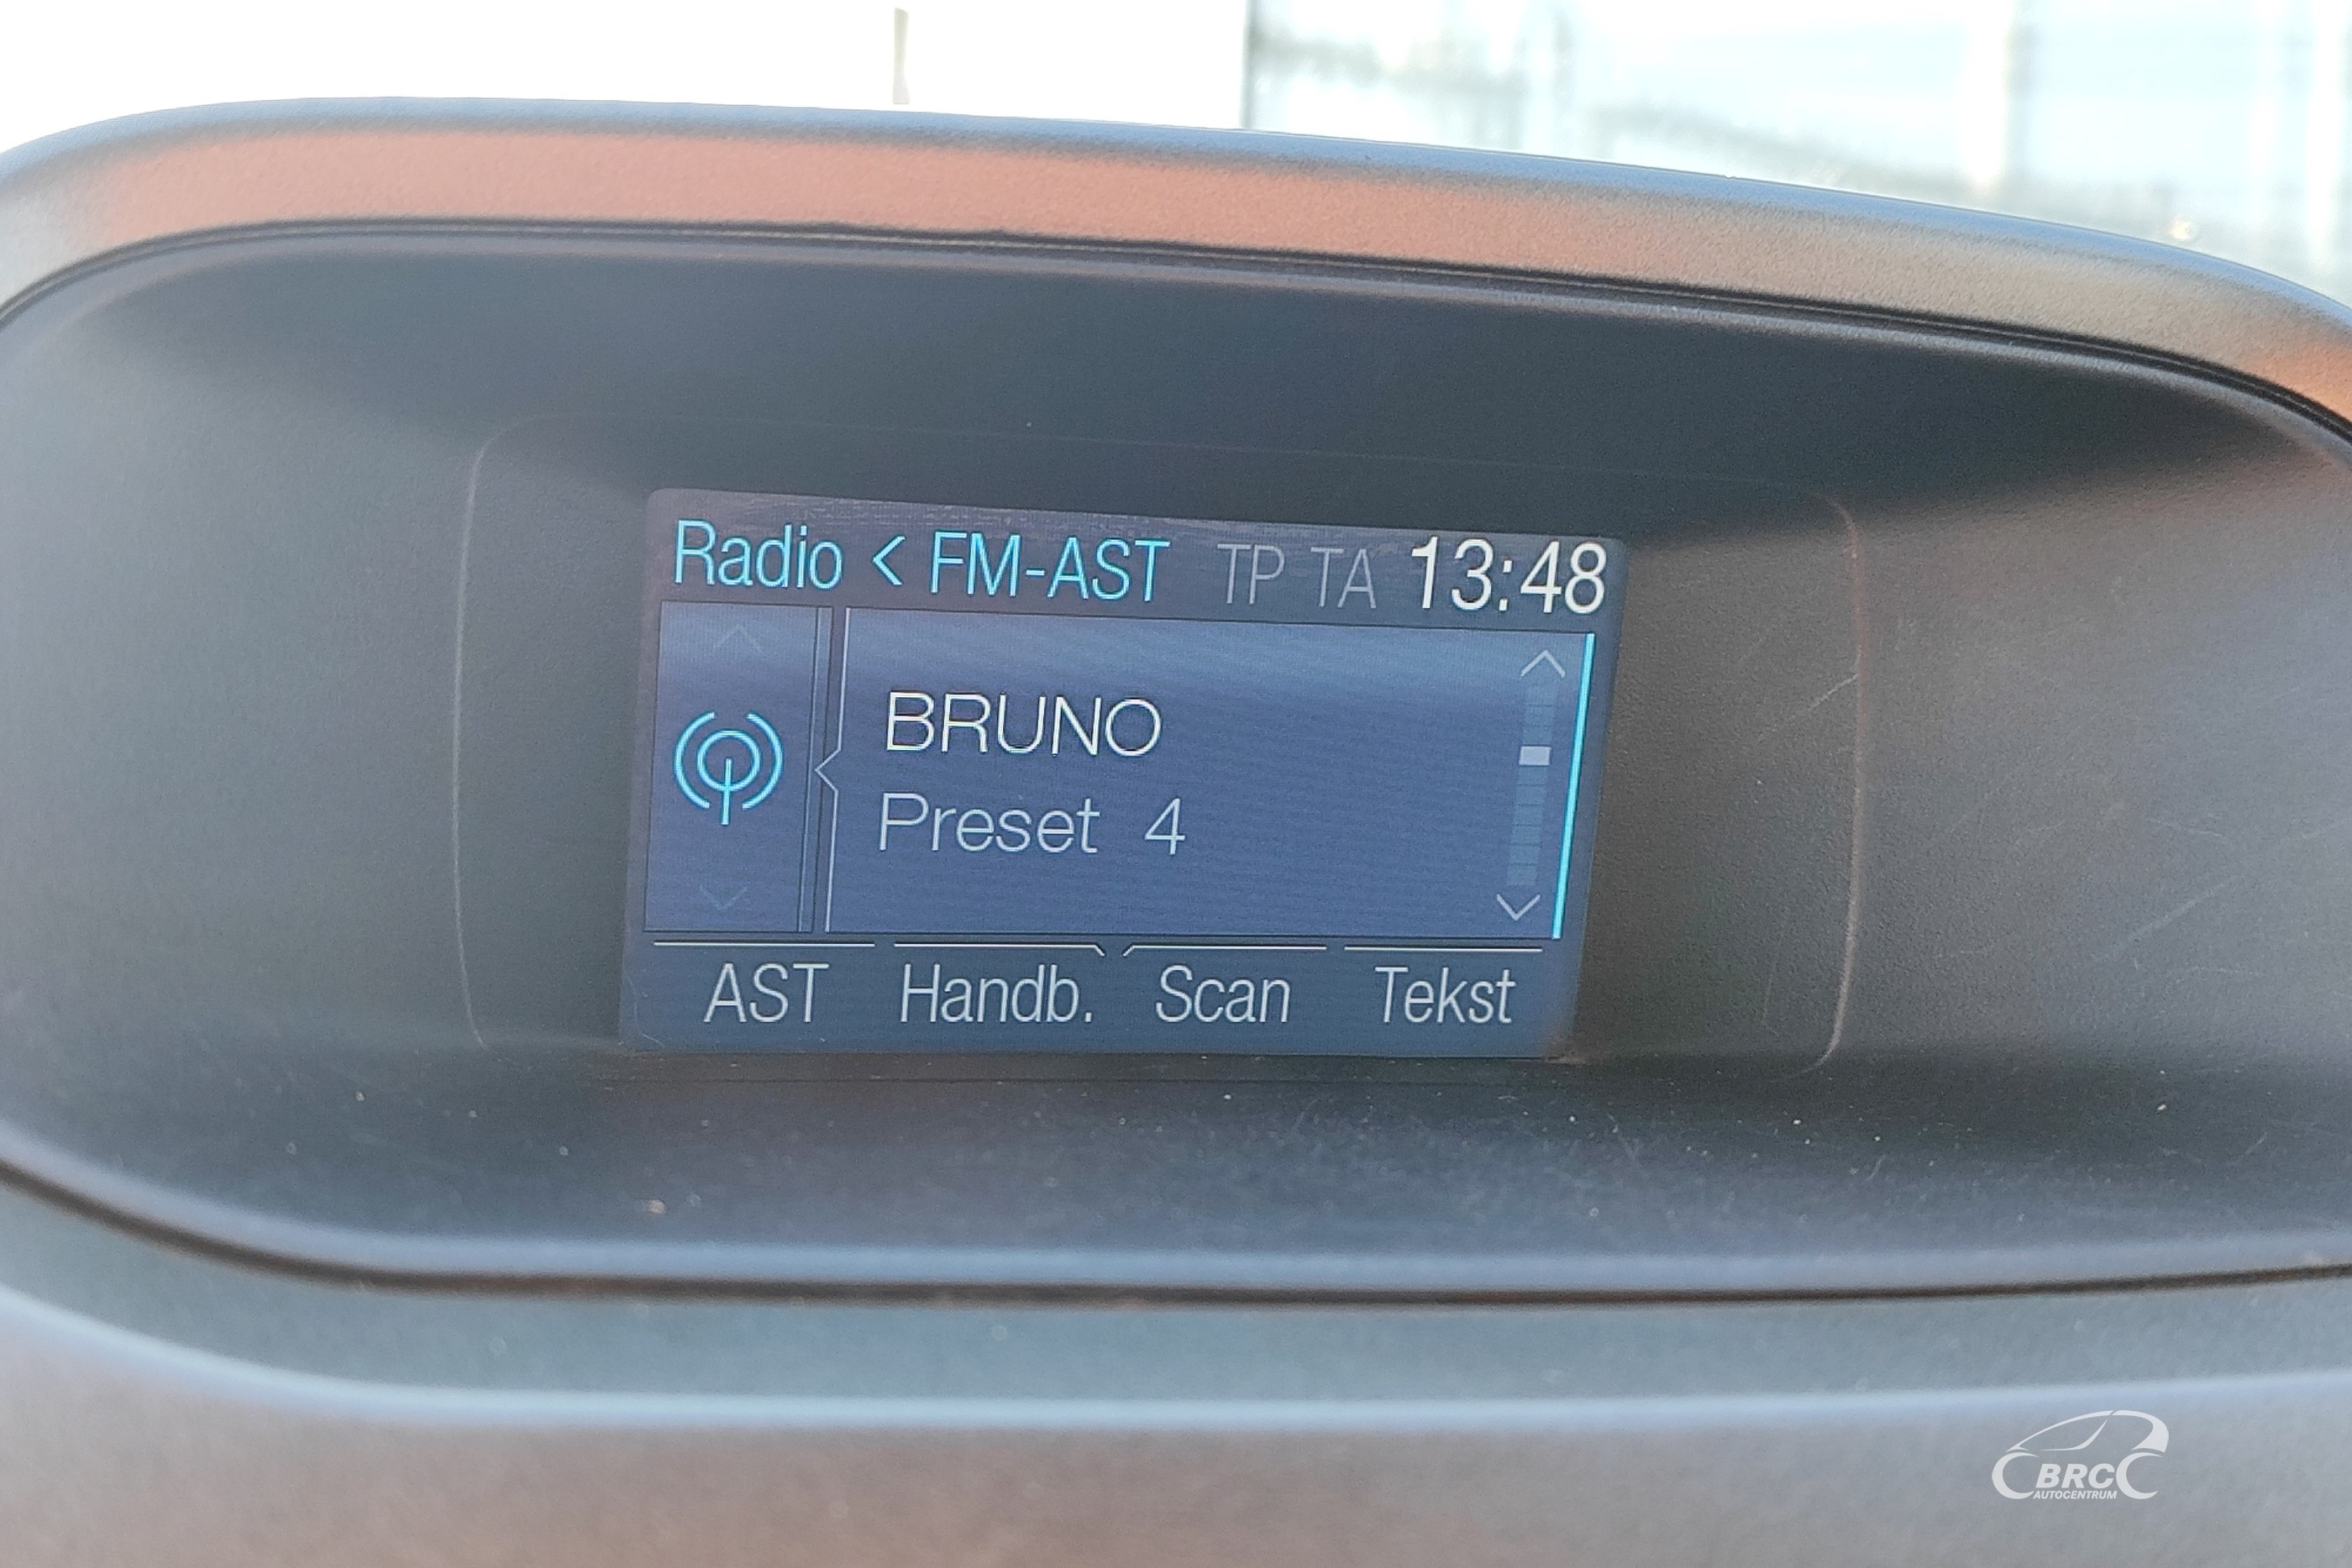 Radio < FM-AST TP TA 13:48
BRUNO
Preset 4
AST Handb. Scan Tekst
BRC
AUTOCENTRUM